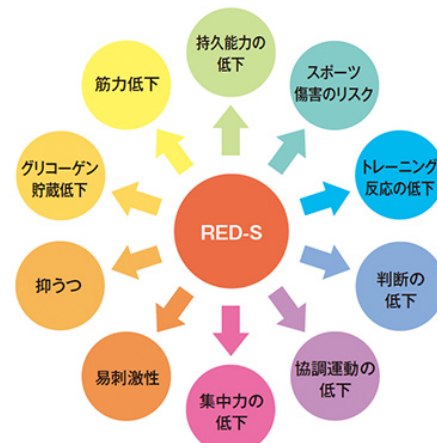 持久能力の
低下
スポーツ
傷害のリスク
トレーニング
反応の低下
判断の
低下
協調運動の
低下
集中力の
低下
易刺激性
抑うつ
グリコーゲン
貯蔵低下
筋力低下
RED-S